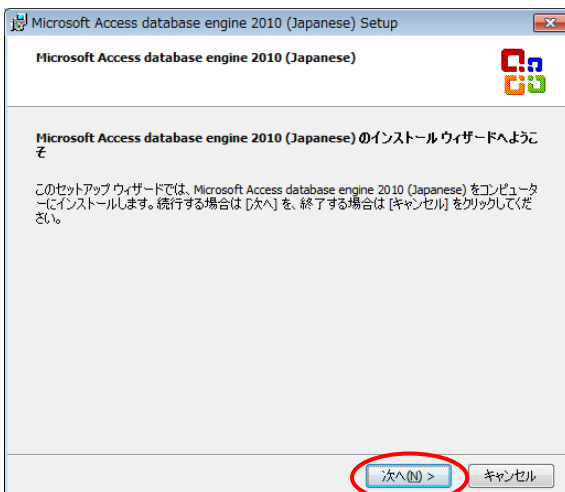 Microsoft Access database engine 2010 (Japanese) Setup
Microsoft Access database engine 2010 (Japanese)
Microsoft Access database engine 2010 (Japanese) のインストール ウィザードへようこ
そ
このセットアップ ウィザードでは、Microsoft Access database engine 2010 (Japanese) をコンピュータ
ーにインストールします。続行する場合は [次へ] を、終了する場合は [キャンセル] をクリックしてくだ
さい。
次へ(N) >
キャンセル